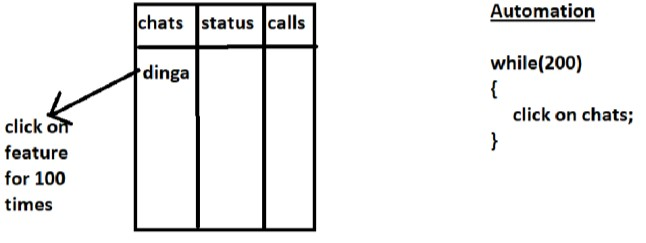 chats status calls
dinga
click on
feature
for 100
times
Automation
while(200)
{
click on chats;
}